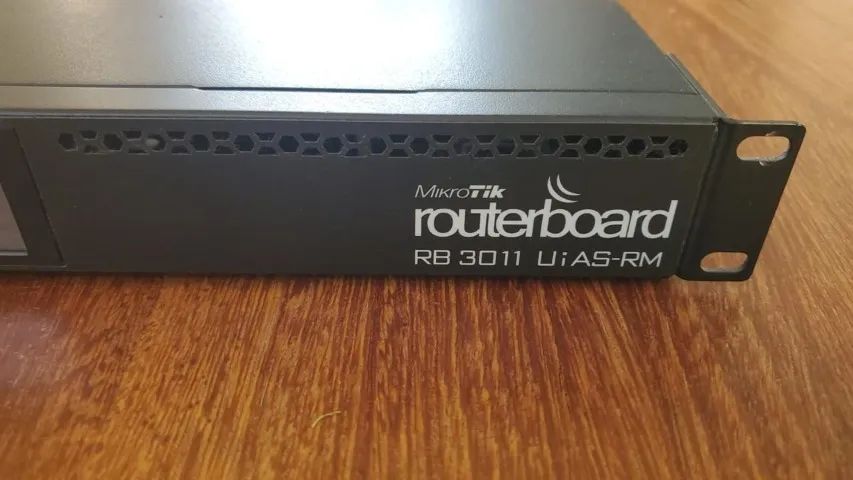 MikroTik
routerboard
RB 3011 UiAS-RM